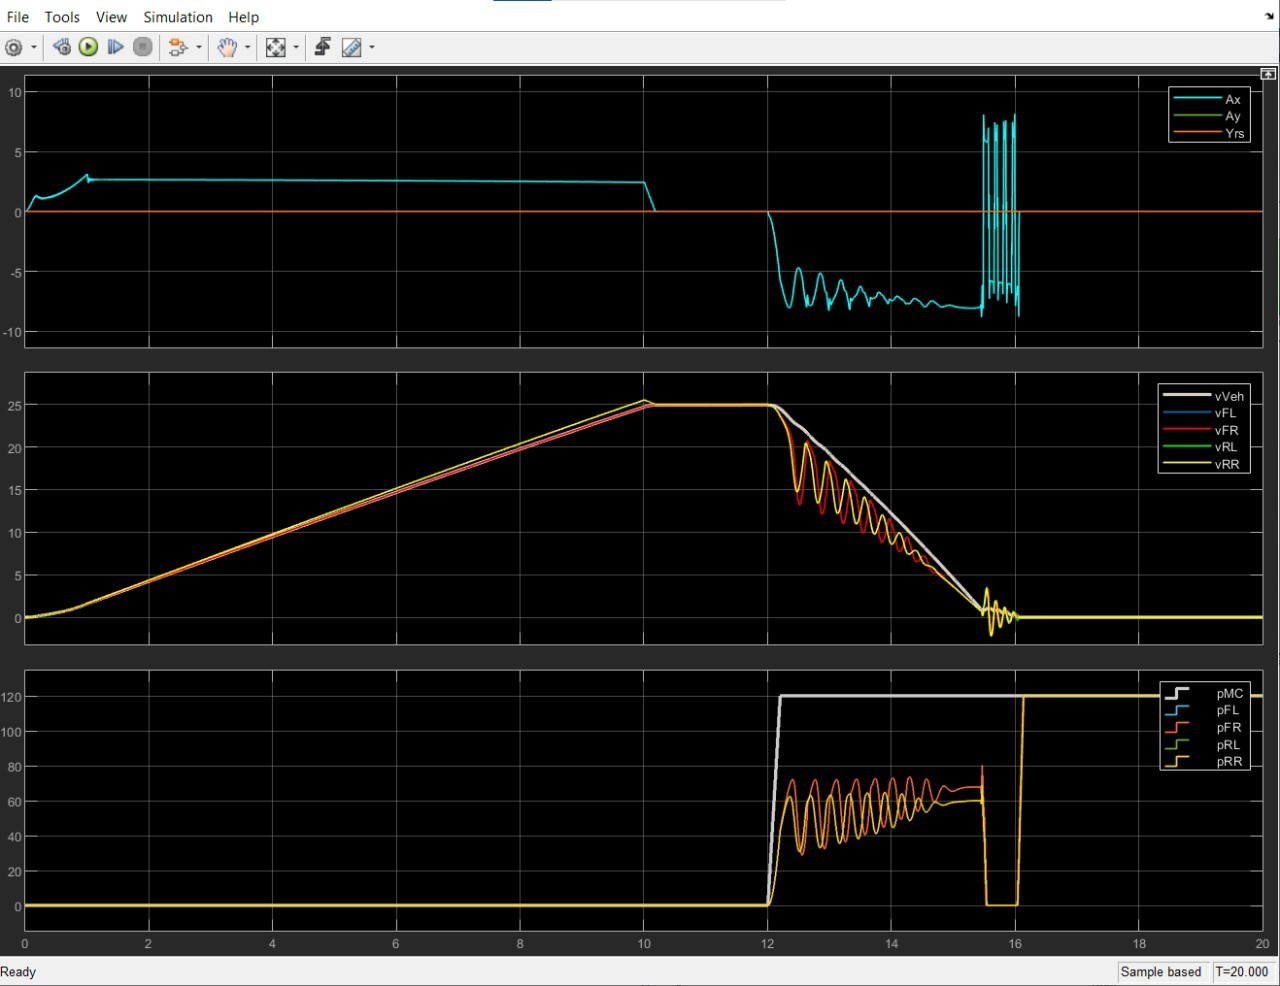 File Tools View Simulation Help
10
5
0
-5
-10
Ax
Ay
Yrs
25
20
15
10
5
0
vVeh
vFL
vFR
vRL
vRR
120
100
80
60
40
20
0
pMC
pFL
pFR
pRL
pRR
0 2 4 6 8 10 12 14 16 18 20
Ready Sample based T=20.000